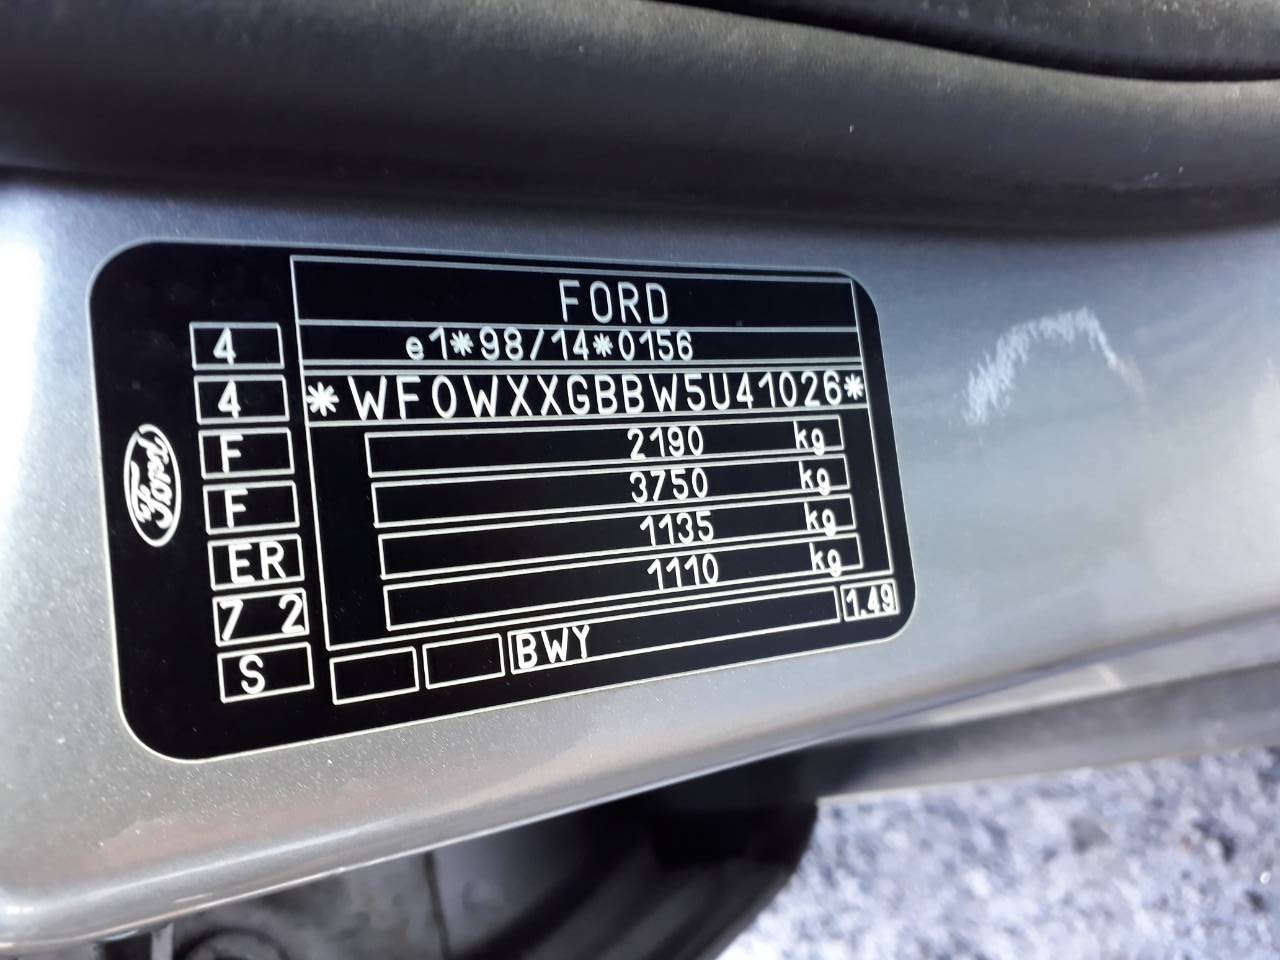 FORD
e1*98/14*0156
*WF0WXXGBBW5U41026*
2190 kg
3750 kg
1135 kg
1110 kg
4
4
F
F
ER
7 2
S
BWY
1.49
Ford